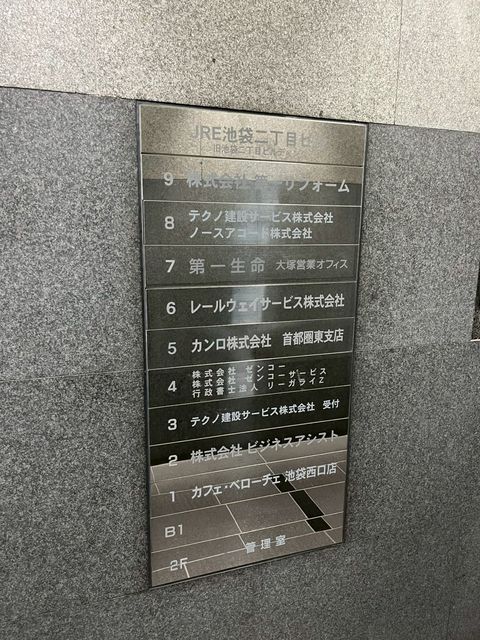 JRE池袋二丁目ビ
旧池袋二丁目ビル
9 株式会社 リフォーム
8 テクノ建設サービス株式会社
ノースアコード株式会社
7 第一生命 大塚営業オフィス
6 レールウェイサービス株式会社
5 カンロ株式会社 首都圏東支店
4 株式会社 ゼンコー
株式会社 ゼンコーサービス
行政書士法人 リーガライZ
3 テクノ建設サービス株式会社 受付
2 株式会社 ビジネスアシスト
1 カフェ・ベローチェ 池袋西口店
B1
2F 管理室